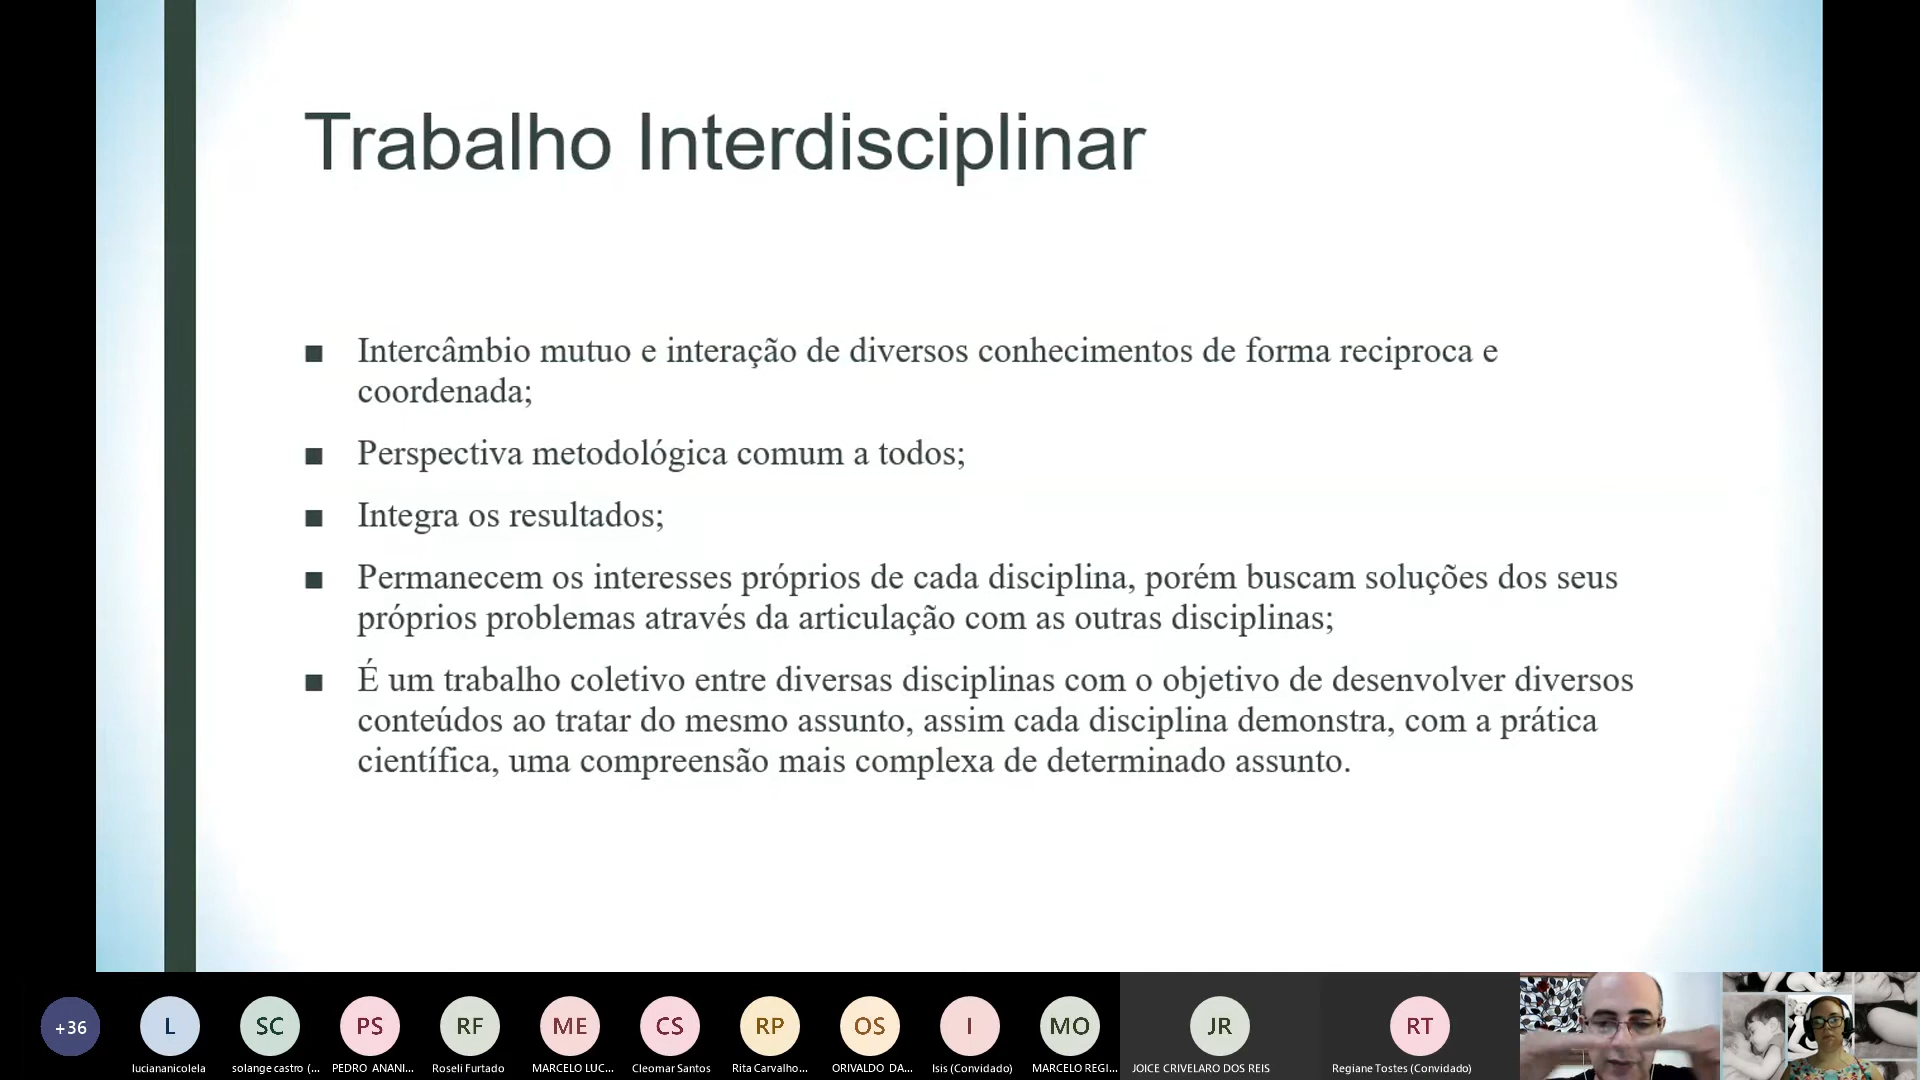 Trabalho Interdisciplinar
■ Intercâmbio mutuo e interação de diversos conhecimentos de forma reciproca e
coordenada;
■ Perspectiva metodológica comum a todos;
■ Integra os resultados;
■ Permanecem os interesses próprios de cada disciplina, porém buscam soluções dos seus
próprios problemas através da articulação com as outras disciplinas;
■ É um trabalho coletivo entre diversas disciplinas com o objetivo de desenvolver diversos
conteúdos ao tratar do mesmo assunto, assim cada disciplina demonstra, com a prática
científica, uma compreensão mais complexa de determinado assunto.
+36 L SC PS RF ME CS RP OS I MO JR RT
luciananicolela solange castro (... PEDRO ANANI... Roseli Furtado MARCELO LUC... Cleomar Santos Rita Carvalho... ORIVALDO DA... Isis (Convidado) MARCELO REGI... JOICE CRIVELARO DOS REIS Regiane Tostes (Convidado)